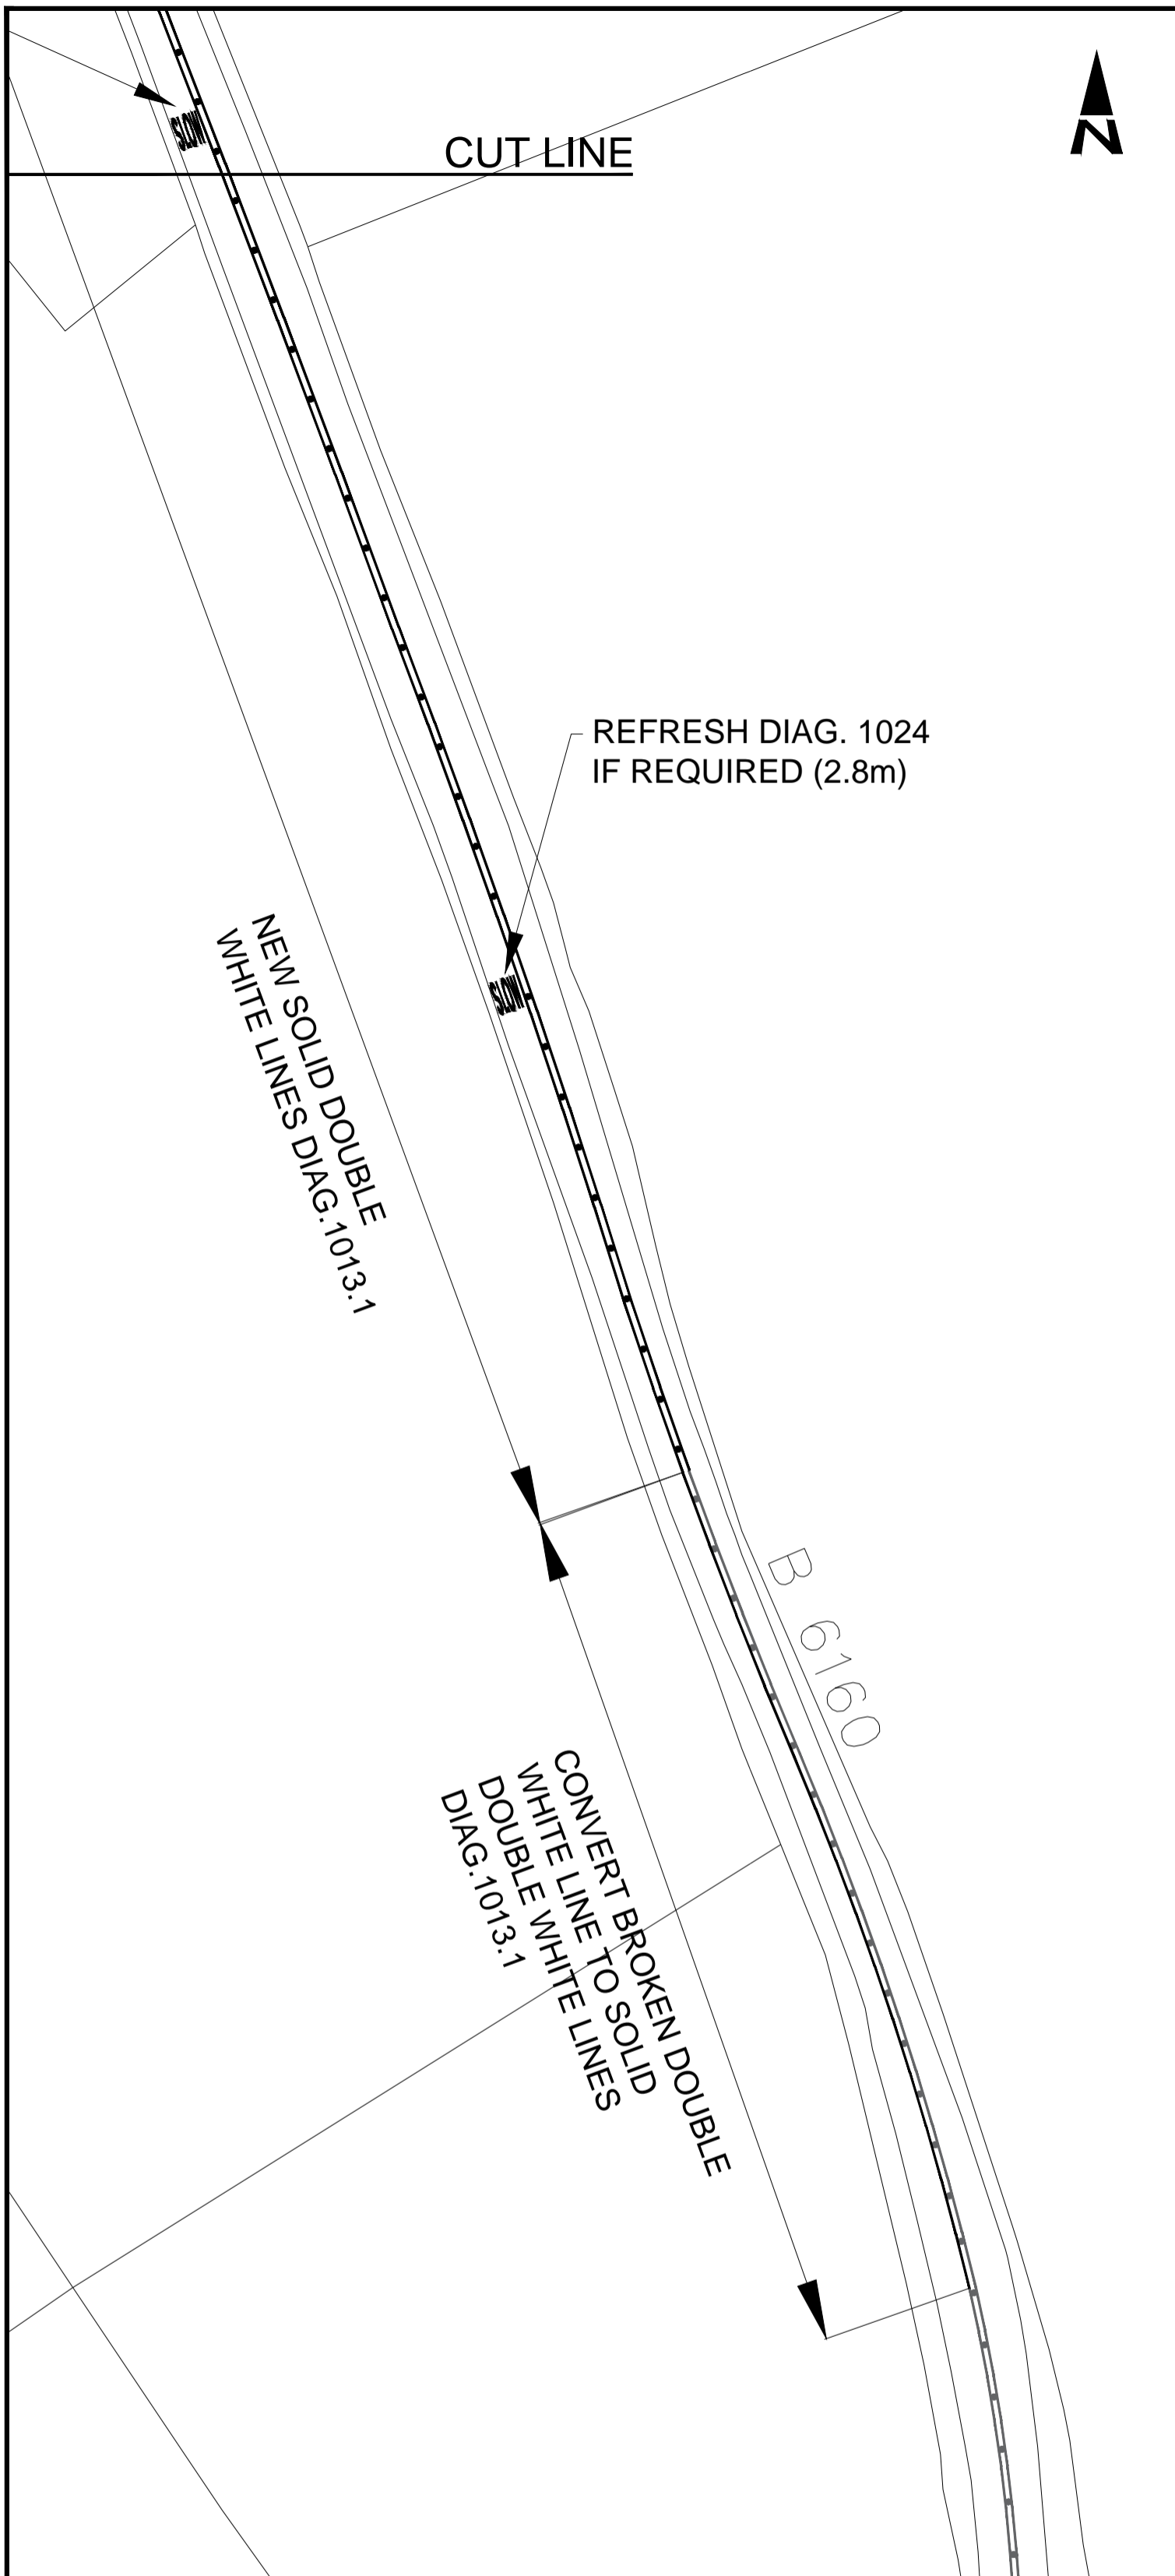 SLOW
N
CUT LINE
REFRESH DIAG. 1024
IF REQUIRED (2.8m)
SLOW
NEW SOLID DOUBLE
WHITE LINES DIAG.1013.1
B 6160
CONVERT BROKEN DOUBLE
WHITE LINE TO SOLID
DOUBLE WHITE LINES
DIAG.1013.1